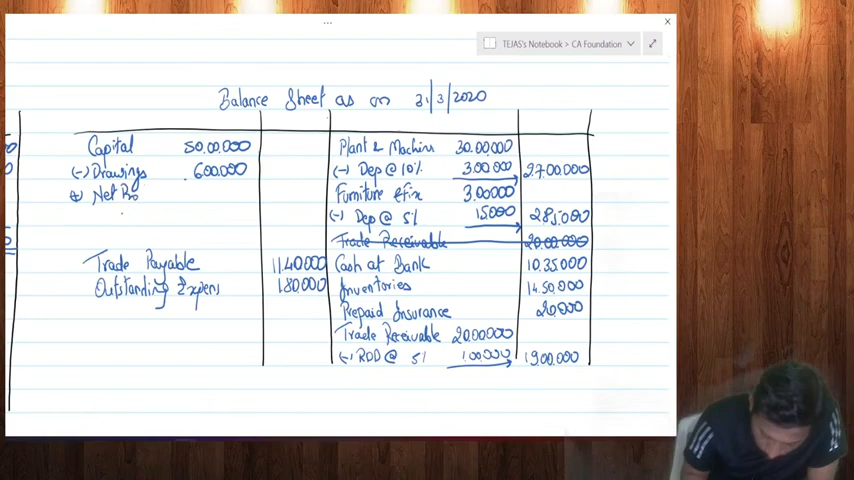 TEJAS's Notebook > CA Foundation
Balance Sheet as on 31/3/2020
Capital 50.00.000
(-) Drawings 6.00.000
(+) Net Pro
Trade Payable 11.40.000
Outstanding Expens 1.80.000
Plant & Machin 30.00.000
(-) Dep @ 10% 3.00.000 27.00.000
Furniture & Fix 3.00.000
(-) Dep @ 5% 15.000 2.85.000
Trade Receivable 20.00.000
Cash at Bank 10.35.000
Inventories 14.50.000
Prepaid Insurance 20.000
Trade Receivable 20.00.000
(-) RDD @ 5% 1.00.000 19.00.000